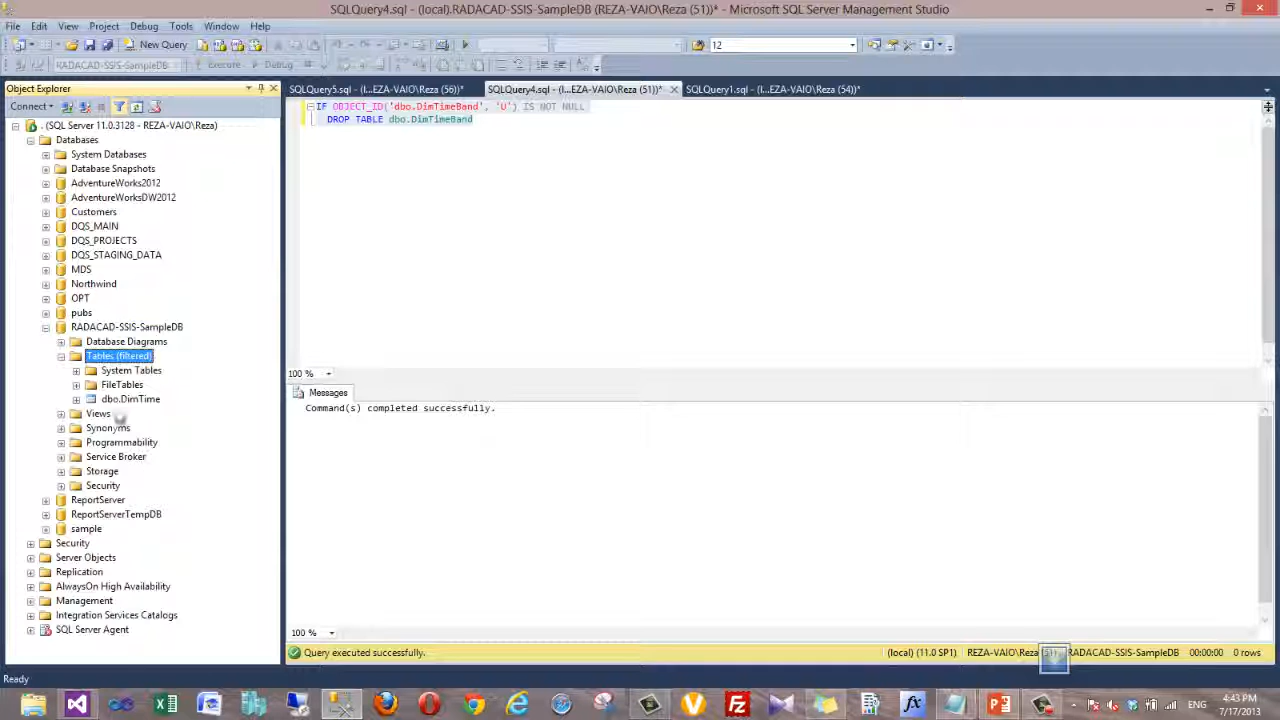 SQLQuery4.sql - (local).RADACAD-SSIS-SampleDB (REZA-VAIO\Reza (51))* - Microsoft SQL Server Management Studio
File Edit View Project Debug Tools Window Help
New Query 12
RADACAD-SSIS-SampleDB Execute Debug
Object Explorer
SQLQuery5.sql - (l...EZA-VAIO\Reza (56))* SQLQuery4.sql - (l...EZA-VAIO\Reza (51))* SQLQuery1.sql - (l...EZA-VAIO\Reza (54))*
Connect
IF OBJECT_ID('dbo.DimTimeBand', 'U') IS NOT NULL
DROP TABLE dbo.DimTimeBand
. (SQL Server 11.0.3128 - REZA-VAIO\Reza)
Databases
System Databases
Database Snapshots
AdventureWorks2012
AdventureWorksDW2012
Customers
DQS_MAIN
DQS_PROJECTS
DQS_STAGING_DATA
MDS
Northwind
OPT
pubs
RADACAD-SSIS-SampleDB
Database Diagrams
Tables (filtered)
System Tables
FileTables
dbo.DimTime
Views
Synonyms
Programmability
Service Broker
Storage
Security
ReportServer
ReportServerTempDB
sample
Security
Server Objects
Replication
AlwaysOn High Availability
Management
Integration Services Catalogs
SQL Server Agent
100 %
Messages
Command(s) completed successfully.
100 %
Query executed successfully. (local) (11.0 SP1) REZA-VAIO\Reza (51) RADACAD-SSIS-SampleDB 00:00:00 0 rows
Ready
ENG 4:43 PM
7/17/2013